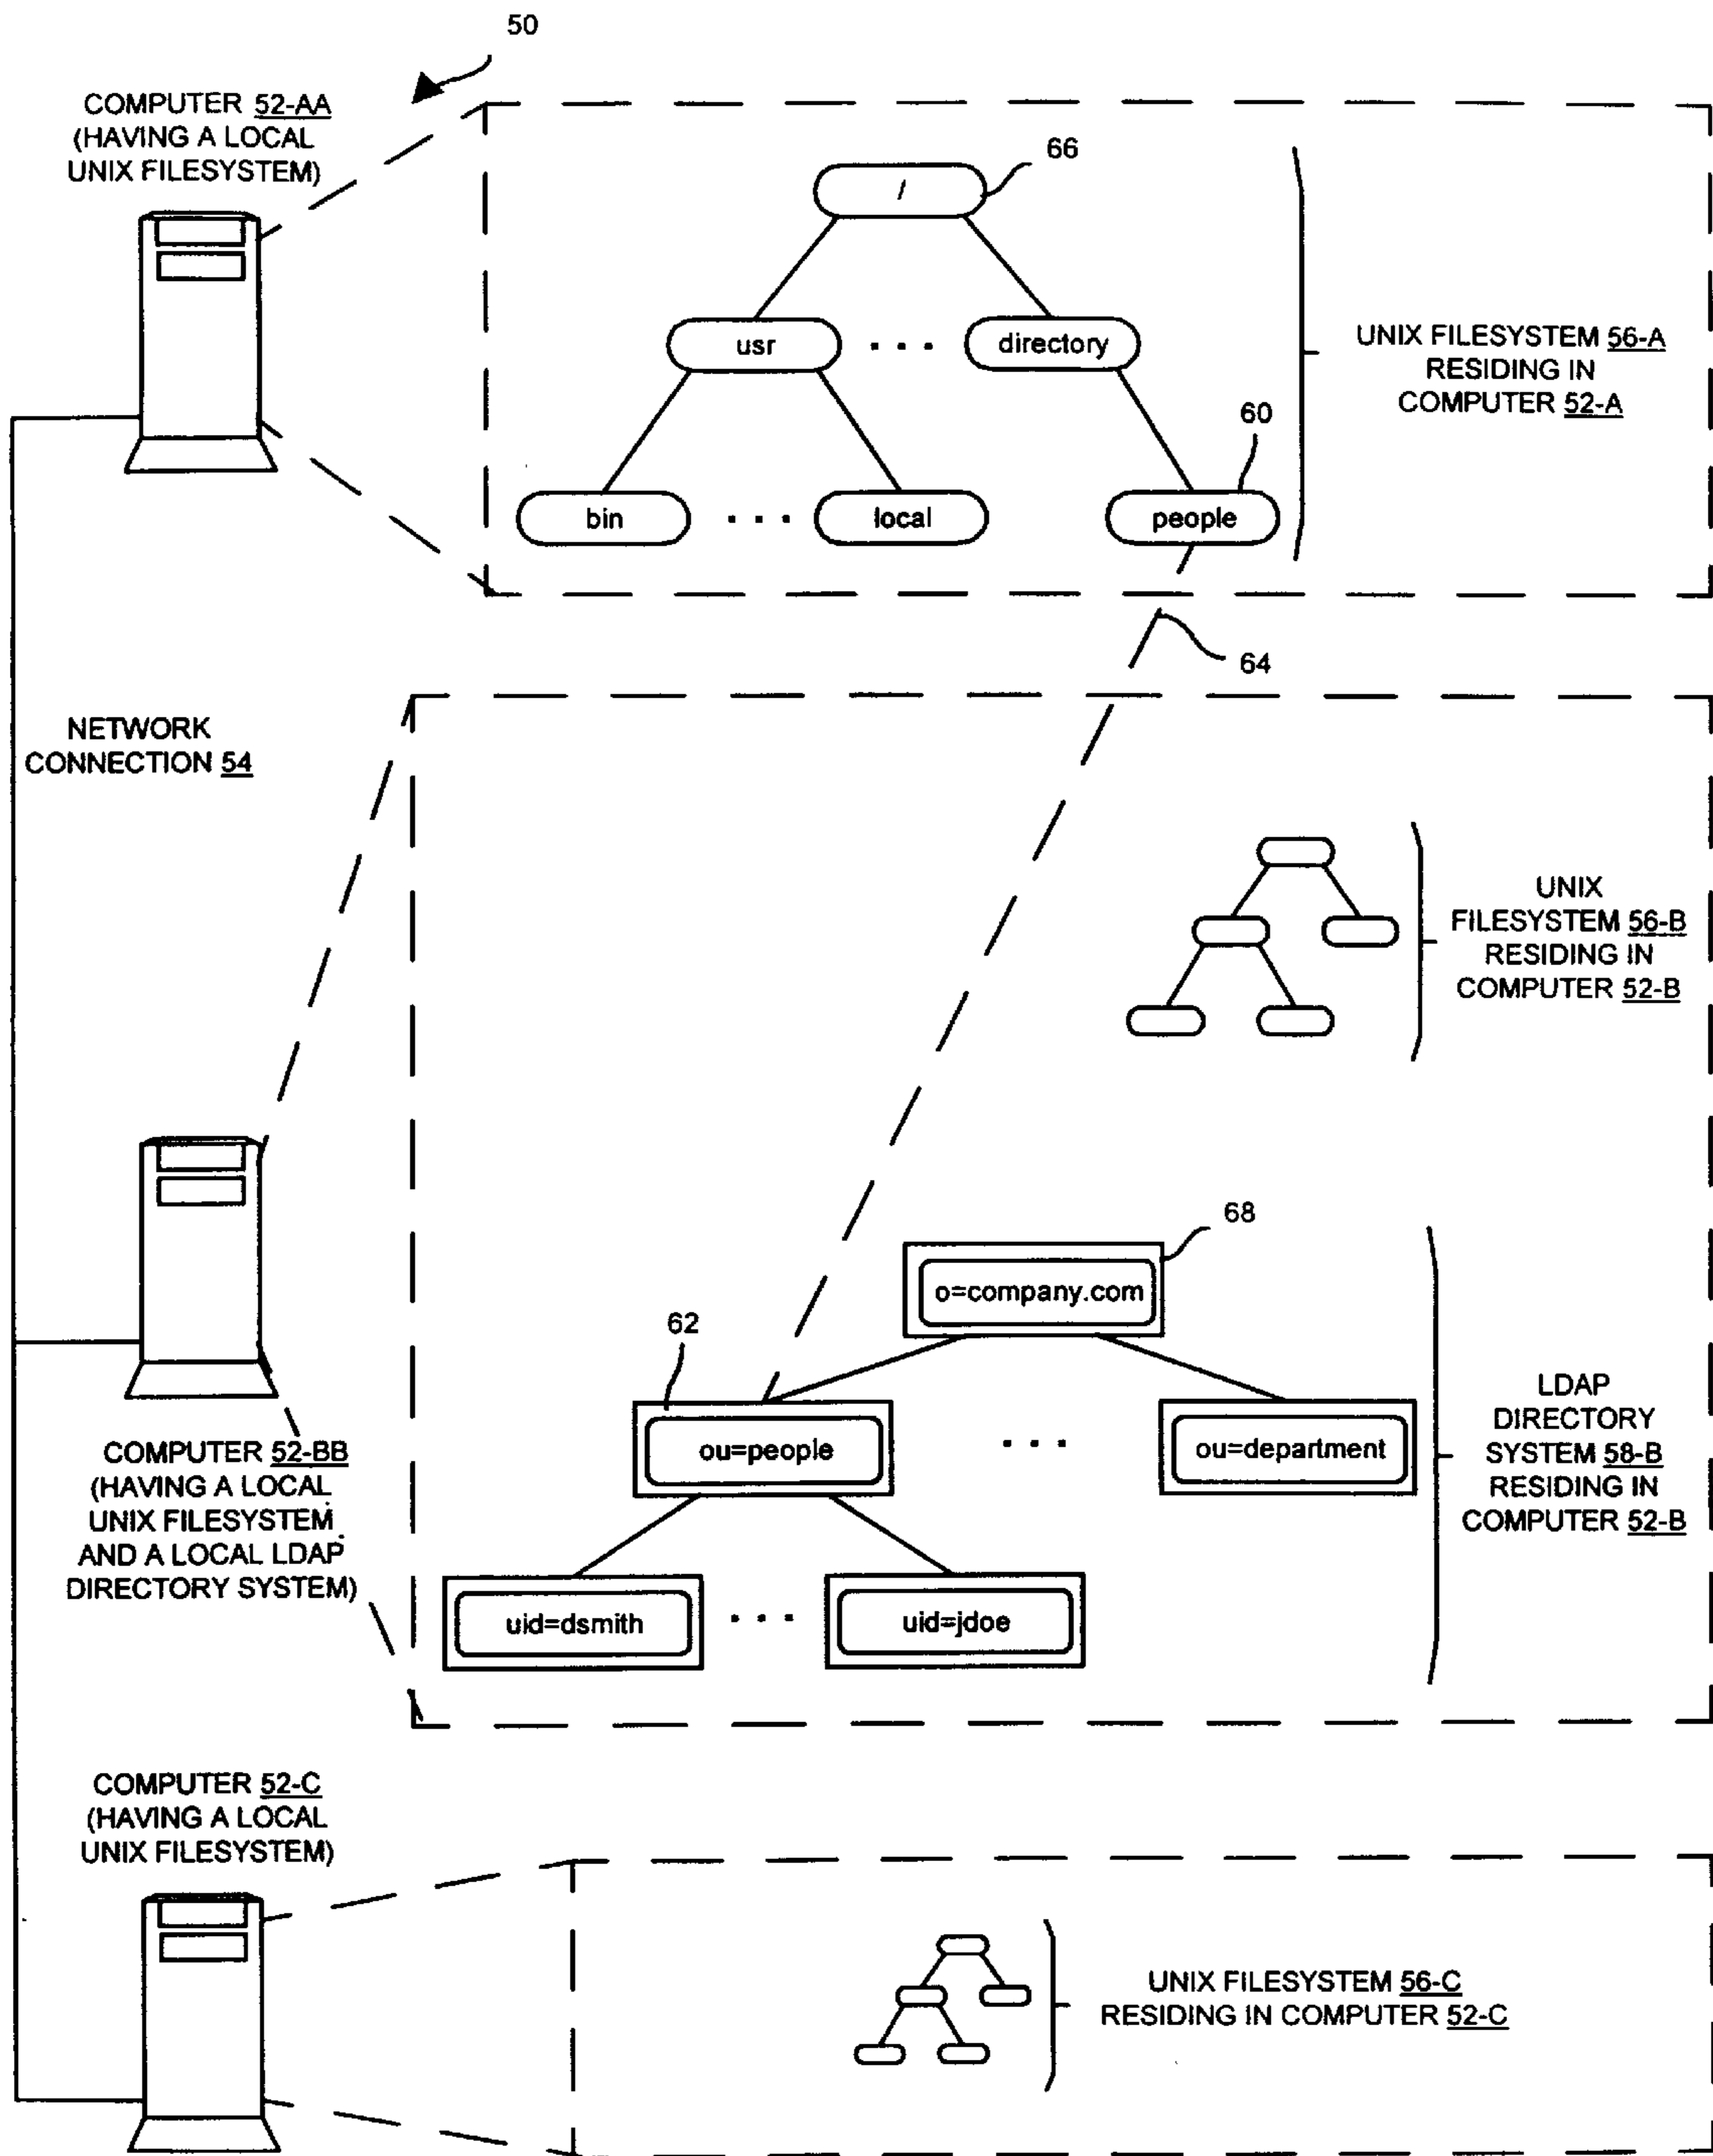 50
COMPUTER 52-AA
(HAVING A LOCAL
UNIX FILESYSTEM)
66
/
usr
. . .
directory
UNIX FILESYSTEM 56-A
RESIDING IN
COMPUTER 52-A
60
bin
. . .
local
people
64
NETWORK
CONNECTION 54
UNIX
FILESYSTEM 56-B
RESIDING IN
COMPUTER 52-B
68
o=company.com
62
ou=people
. . .
ou=department
LDAP
DIRECTORY
SYSTEM 58-B
RESIDING IN
COMPUTER 52-B
COMPUTER 52-BB
(HAVING A LOCAL
UNIX FILESYSTEM
AND A LOCAL LDAP
DIRECTORY SYSTEM)
uid=dsmith
. . .
uid=jdoe
COMPUTER 52-C
(HAVING A LOCAL
UNIX FILESYSTEM)
UNIX FILESYSTEM 56-C
RESIDING IN COMPUTER 52-C